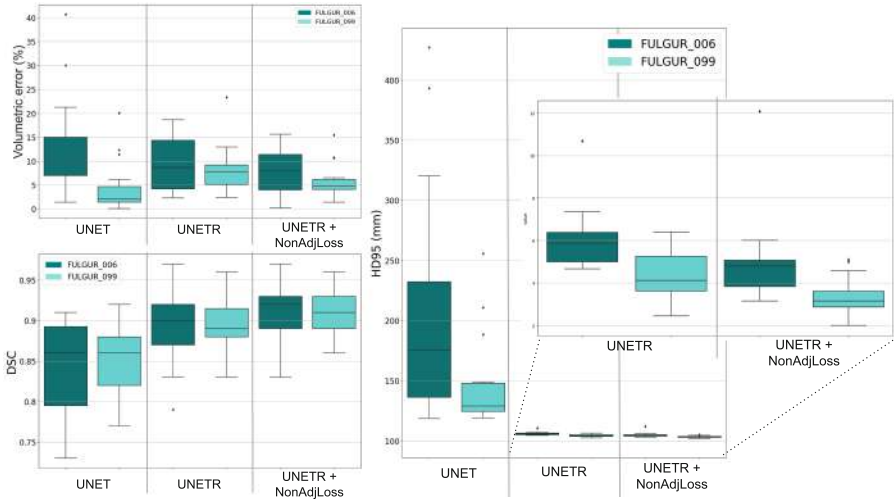 FULGUR_006
FULGUR_099
Volumetric error (%)
40
35
30
25
20
15
10
5
0
UNET
UNETR
UNETR +
NonAdjLoss
FULGUR_006
FULGUR_099
DSC
0.95
0.9
0.85
0.8
0.75
UNET
UNETR
UNETR +
NonAdjLoss
FULGUR_006
FULGUR_099
HD95 (mm)
400
350
300
250
200
150
100
UNETR
UNETR +
NonAdjLoss
UNET
UNETR
UNETR +
NonAdjLoss